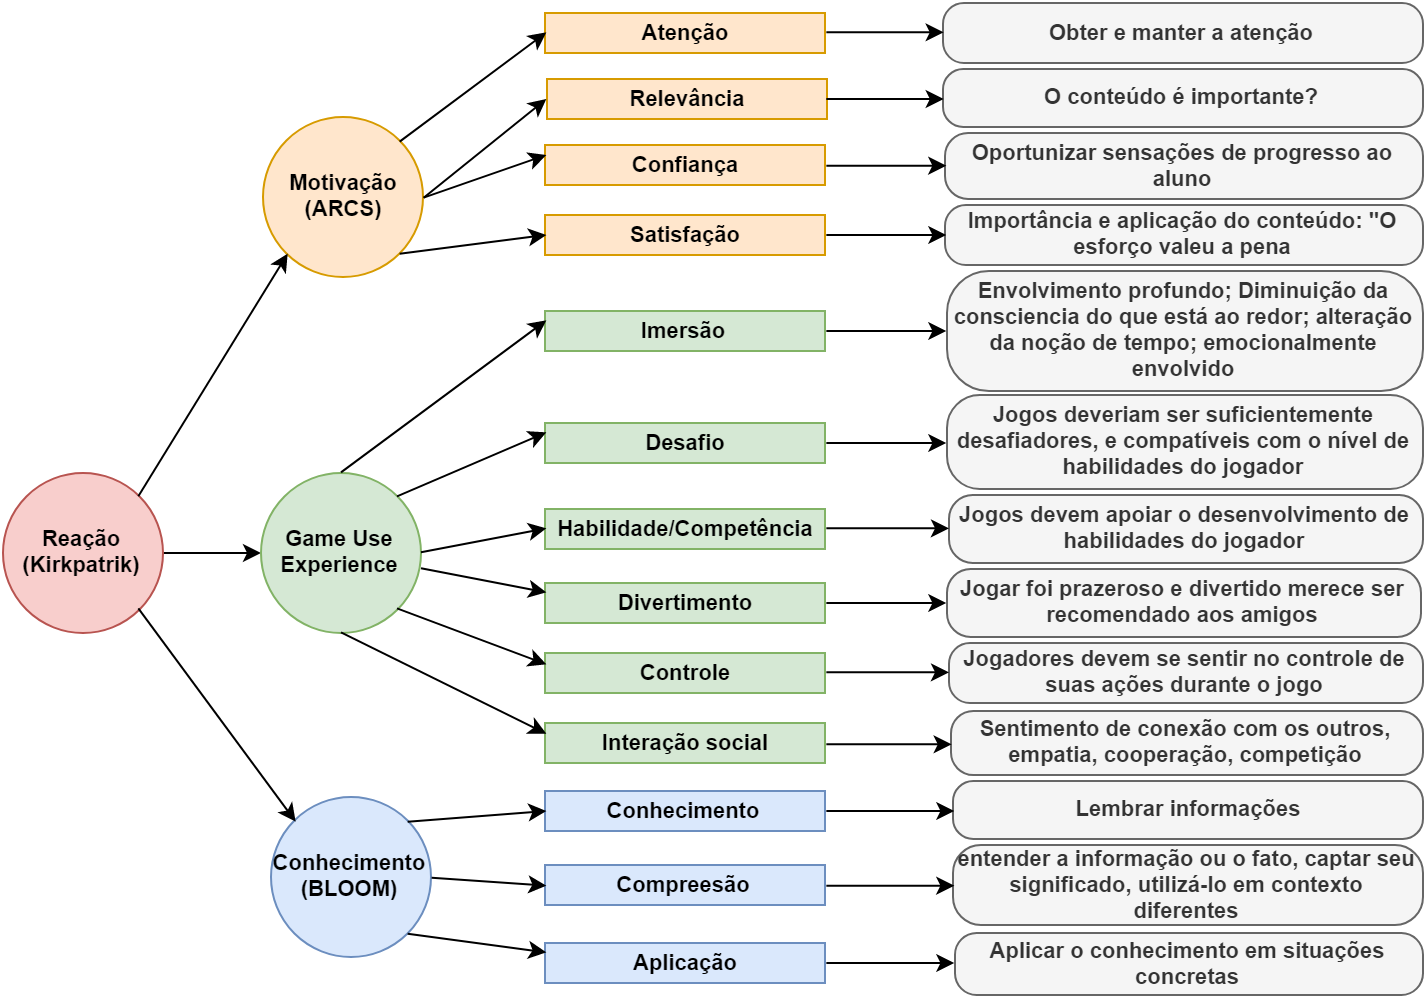 Atenção
Obter e manter a atenção
Relevância
O conteúdo é importante?
Confiança
Oportunizar sensações de progresso ao
aluno
Motivação
(ARCS)
Satisfação
Importância e aplicação do conteúdo: "O
esforço valeu a pena
Imersão
Envolvimento profundo; Diminuição da
consciencia do que está ao redor; alteração
da noção de tempo; emocionalmente
envolvido
Desafio
Jogos deveriam ser suficientemente
desafiadores, e compatíveis com o nível de
habilidades do jogador
Reação
(Kirkpatrik)
Game Use
Experience
Habilidade/Competência
Jogos devem apoiar o desenvolvimento de
habilidades do jogador
Divertimento
Jogar foi prazeroso e divertido merece ser
recomendado aos amigos
Controle
Jogadores devem se sentir no controle de
suas ações durante o jogo
Interação social
Sentimento de conexão com os outros,
empatia, cooperação, competição
Conhecimento
(BLOOM)
Conhecimento
Lembrar informações
Compreesão
entender a informação ou o fato, captar seu
significado, utilizá-lo em contexto
diferentes
Aplicação
Aplicar o conhecimento em situações
concretas